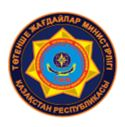 ТӨТЕНШЕ ЖАҒДАЙЛАР МИНИСТРЛІГІ
ҚАЗАҚСТАН РЕСПУБЛИКАСЫ